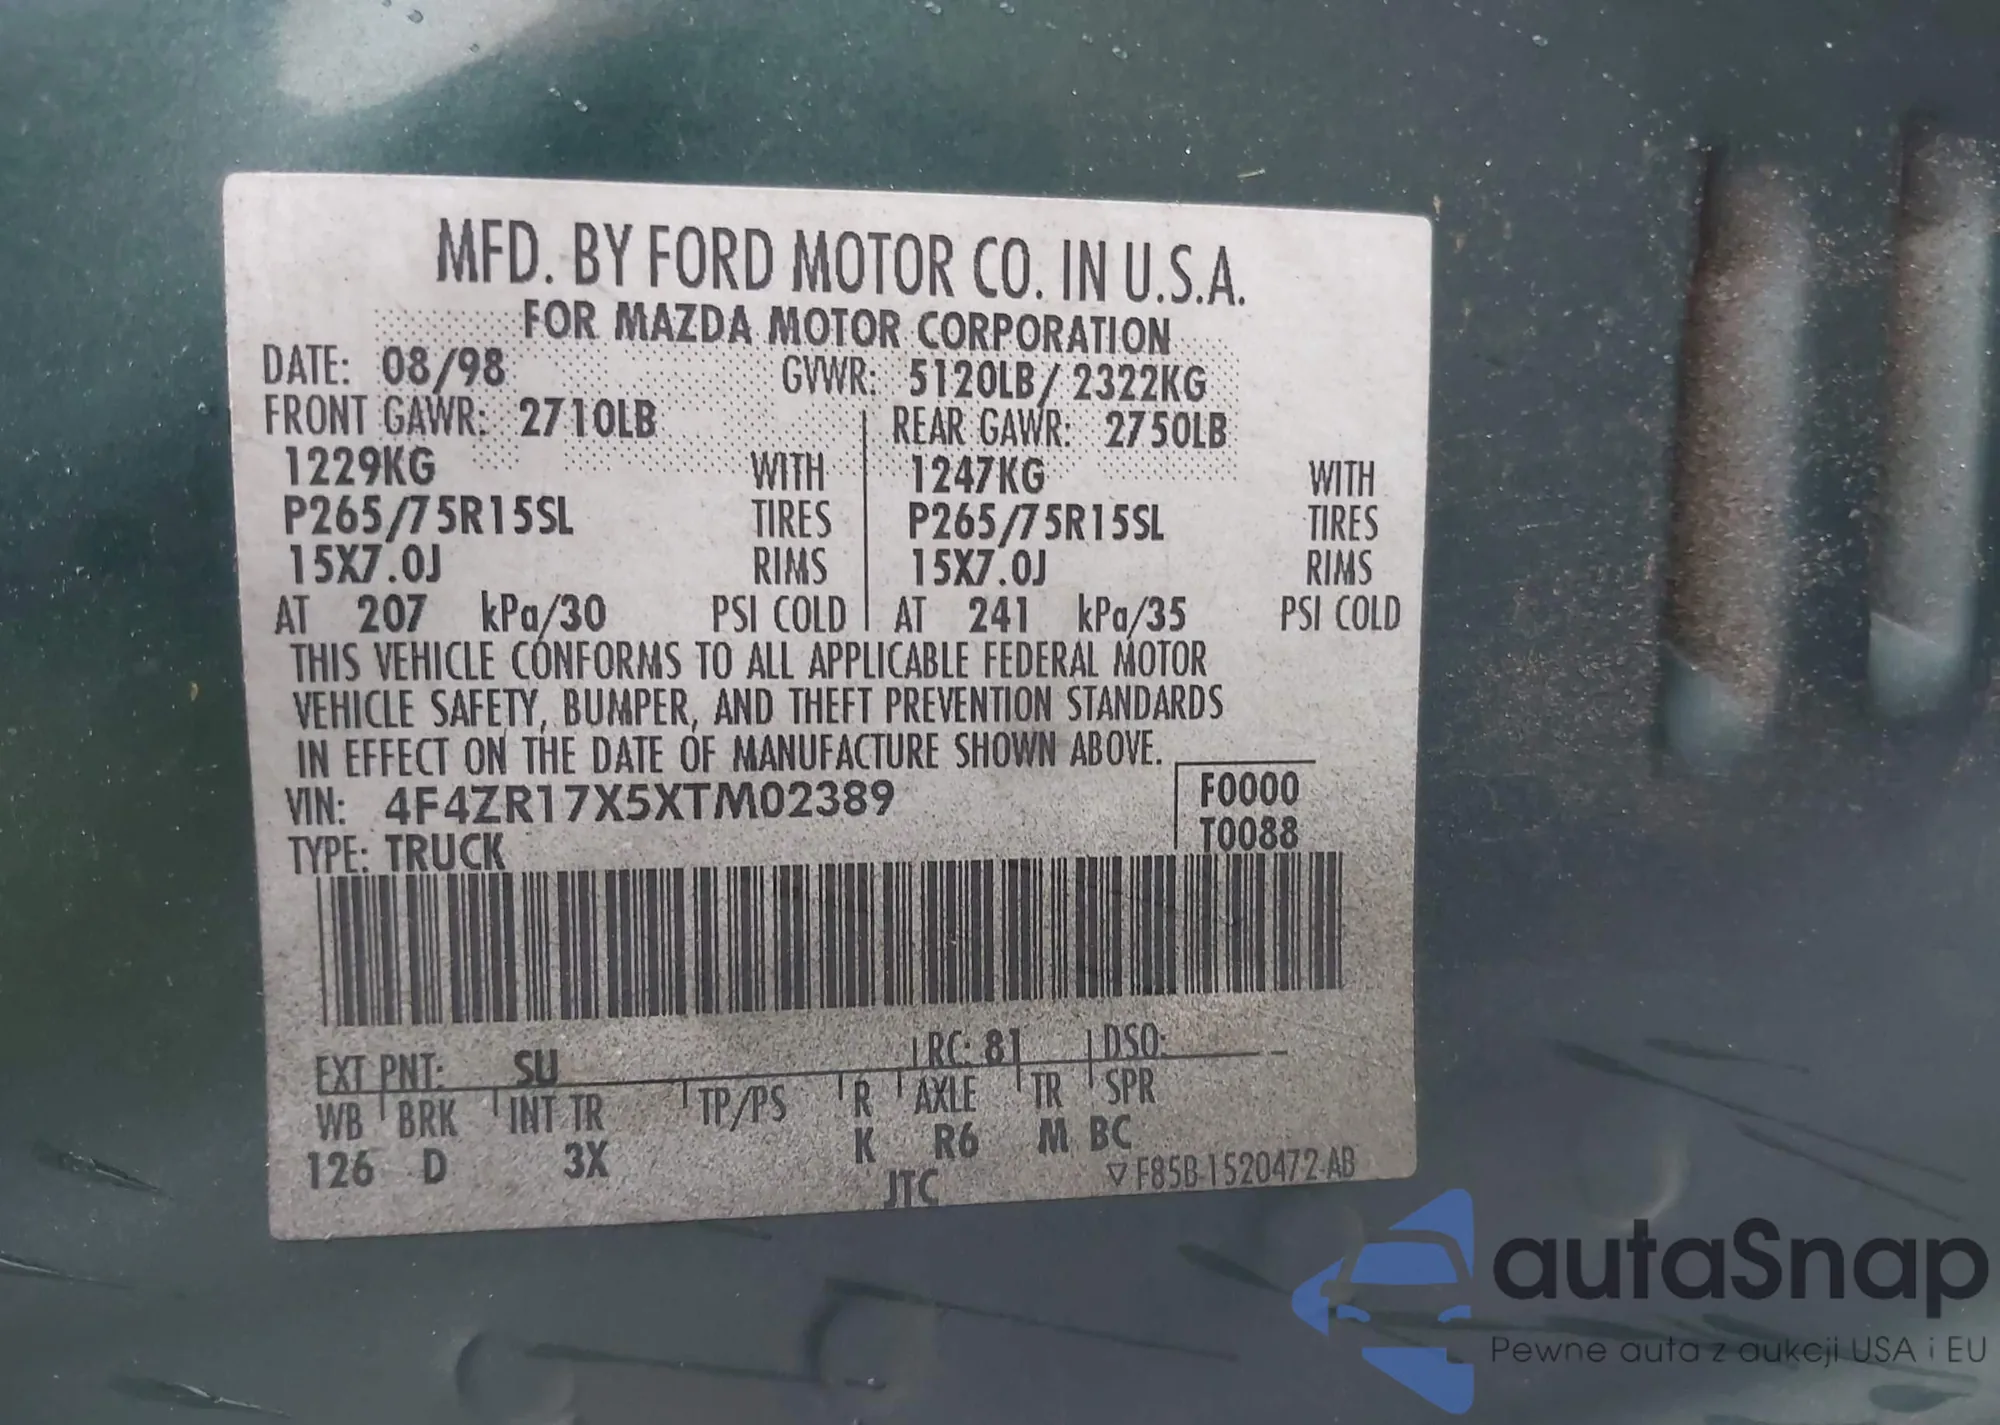 MFD. BY FORD MOTOR CO. IN U.S.A.
FOR MAZDA MOTOR CORPORATION
DATE: 08/98 GVWR: 5120LB/2322KG
FRONT GAWR: 2710LB REAR GAWR: 2750LB
1229KG WITH 1247KG WITH
P265/75R15SL TIRES P265/75R15SL TIRES
15X7.0J RIMS 15X7.0J RIMS
AT 207 kPa/30 PSI COLD AT 241 kPa/35 PSI COLD
THIS VEHICLE CONFORMS TO ALL APPLICABLE FEDERAL MOTOR
VEHICLE SAFETY, BUMPER, AND THEFT PREVENTION STANDARDS
IN EFFECT ON THE DATE OF MANUFACTURE SHOWN ABOVE.
VIN: 4F4ZR17X5XTM02389 F0000
TYPE: TRUCK T0088
EXT PNT: SU RC: 81 DSO:
WB BRK INT TR TP/PS R AXLE TR SPR
126 D 3X K R6 M BC
JTC ▽F85B-1520472-AB
autaSnap
Pewne auta z aukcji USA i EU